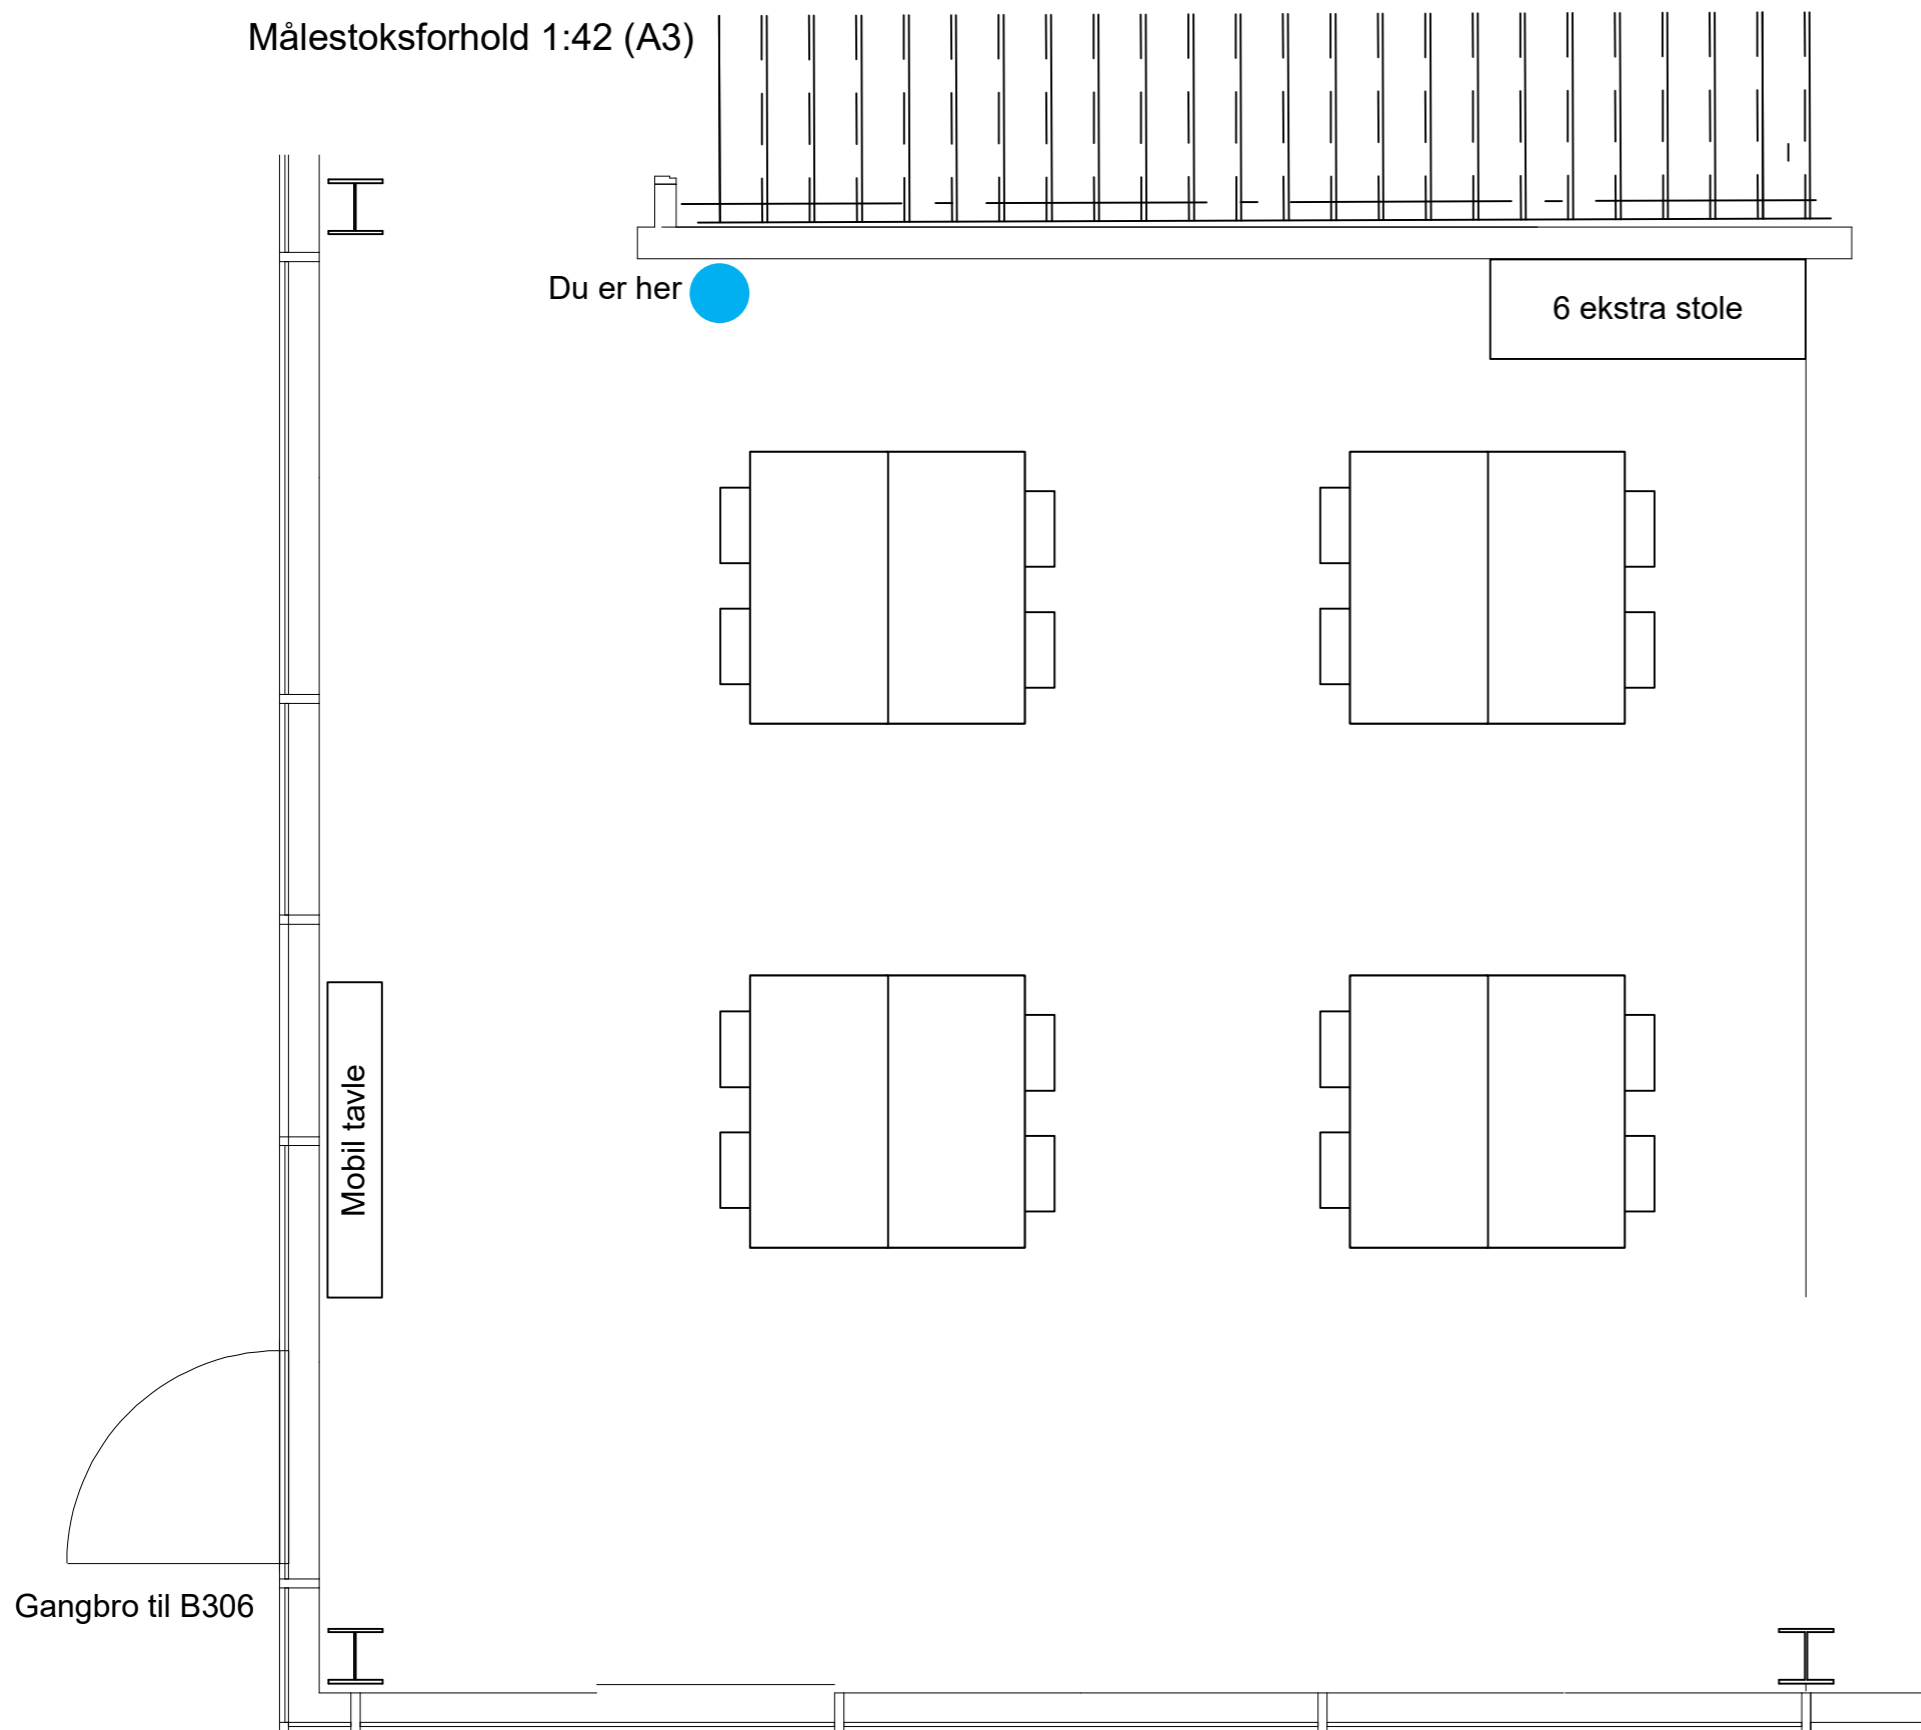 Målestoksforhold 1:42 (A3)
Du er her
6 ekstra stole
Mobil tavle
Gangbro til B306